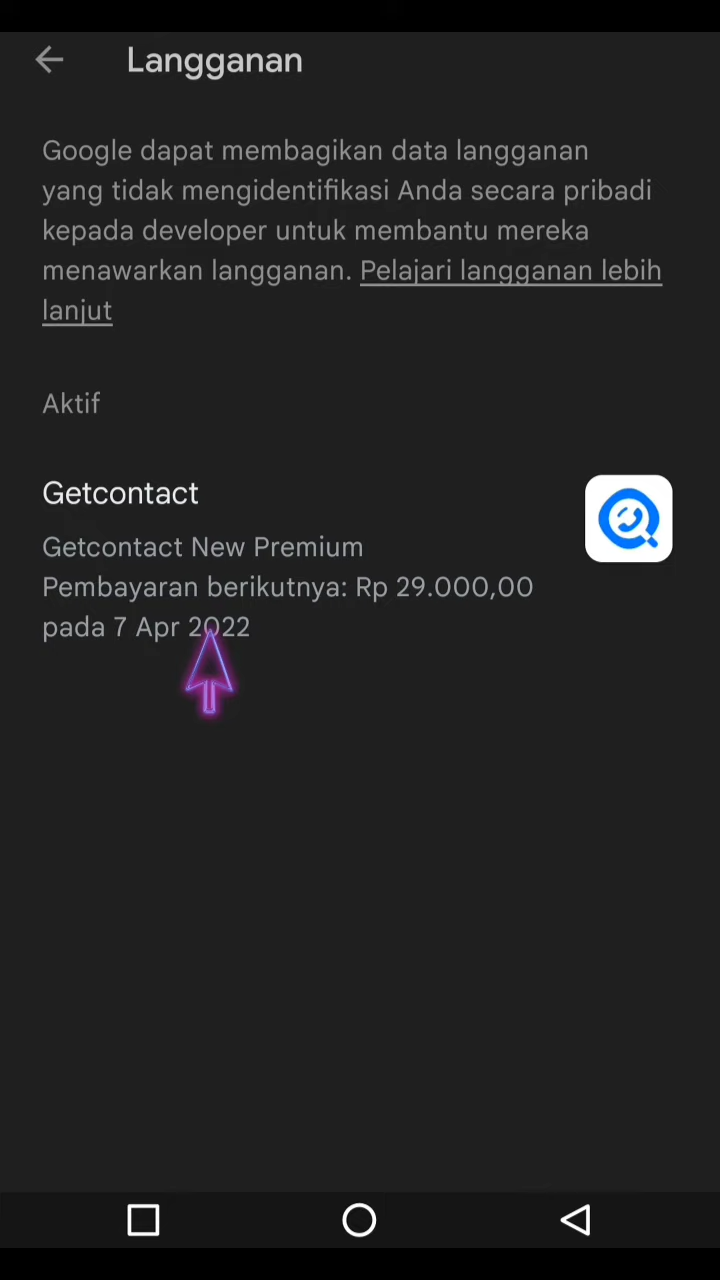 Langganan
Google dapat membagikan data langganan
yang tidak mengidentifikasi Anda secara pribadi
kepada developer untuk membantu mereka
menawarkan langganan. Pelajari langganan lebih
lanjut
Aktif
Getcontact
Getcontact New Premium
Pembayaran berikutnya: Rp 29.000,00
pada 7 Apr 2022